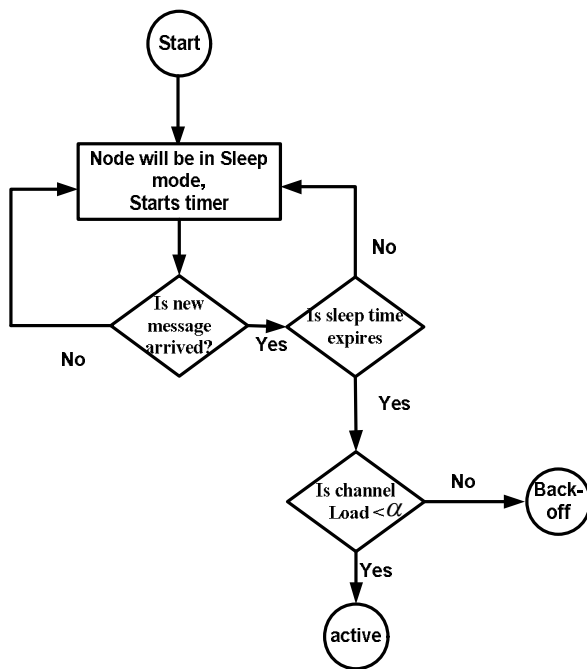 Start
Node will be in Sleep
mode,
Starts timer
No
Is new
message
arrived?
Yes
Is sleep time
expires
No
Yes
Is channel
Load < α
No
Back-
off
Yes
active